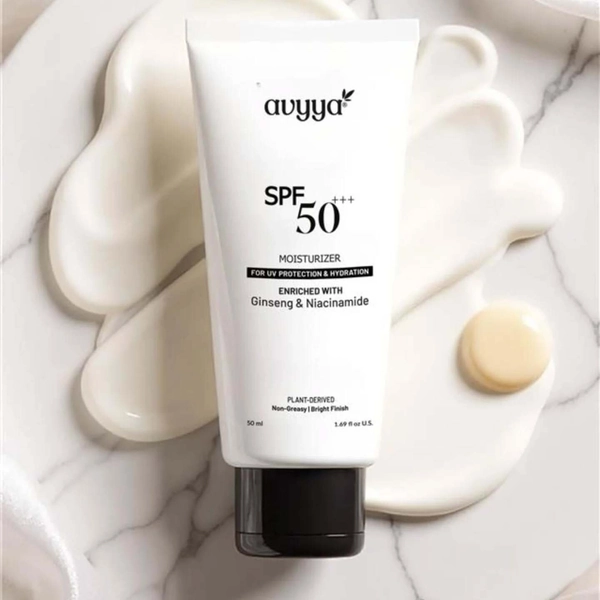 avyya®
SPF
50+++
MOISTURIZER
FOR UV PROTECTION & HYDRATION
ENRICHED WITH
Ginseng & Niacinamide
PLANT-DERIVED
Non-Greasy | Bright Finish
50 ml 1.69 fl oz U.S.